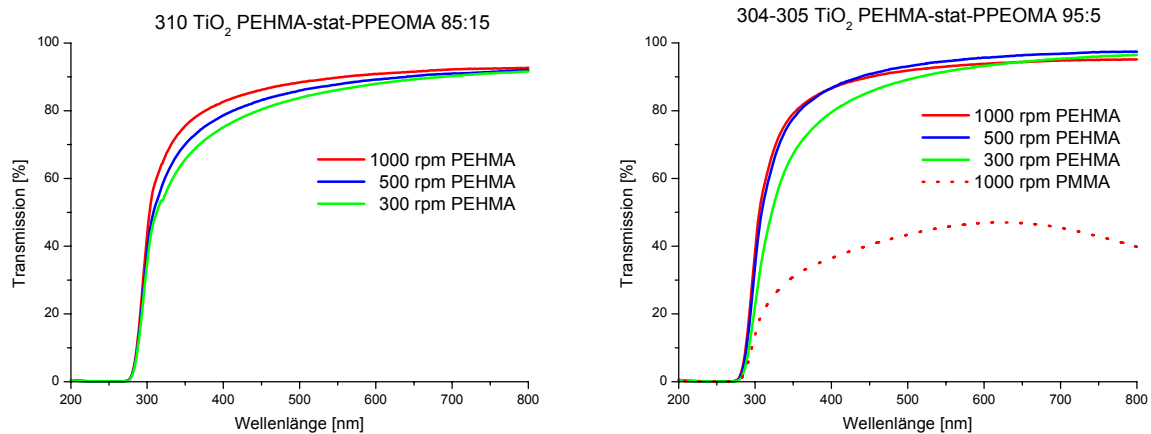 310 TiO2 PEHMA-stat-PPEOMA 85:15
100
80
60
40
20
0
Transmission [%]
1000 rpm PEHMA
500 rpm PEHMA
300 rpm PEHMA
200 300 400 500 600 700 800
Wellenlänge [nm]
304-305 TiO2 PEHMA-stat-PPEOMA 95:5
100
80
60
40
20
0
Transmission [%]
1000 rpm PEHMA
500 rpm PEHMA
300 rpm PEHMA
1000 rpm PMMA
200 300 400 500 600 700 800
Wellenlänge [nm]